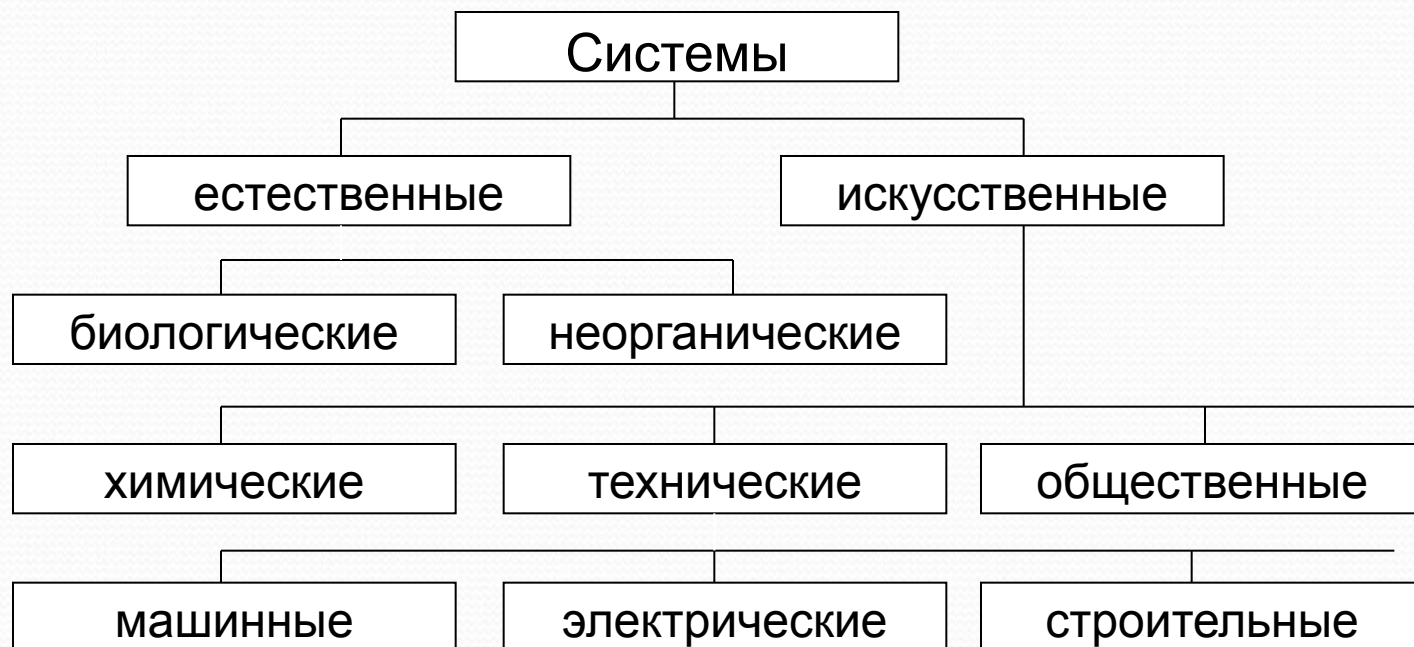 Системы
естественные искусственные
биологические неорганические
химические технические общественные
машинные электрические строительные